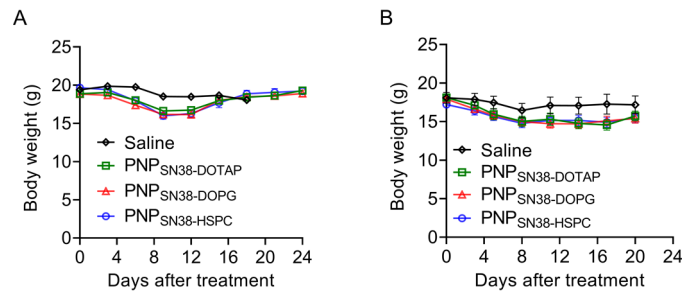 A
25
20
15
10
5
0
Body weight (g)
Saline
PNPSN38-DOTAP
PNPSN38-DOPG
PNPSN38-HSPC
0 4 8 12 16 20 24
Days after treatment
B
25
20
15
10
5
0
Body weight (g)
Saline
PNPSN38-DOTAP
PNPSN38-DOPG
PNPSN38-HSPC
0 4 8 12 16 20 24
Days after treatment